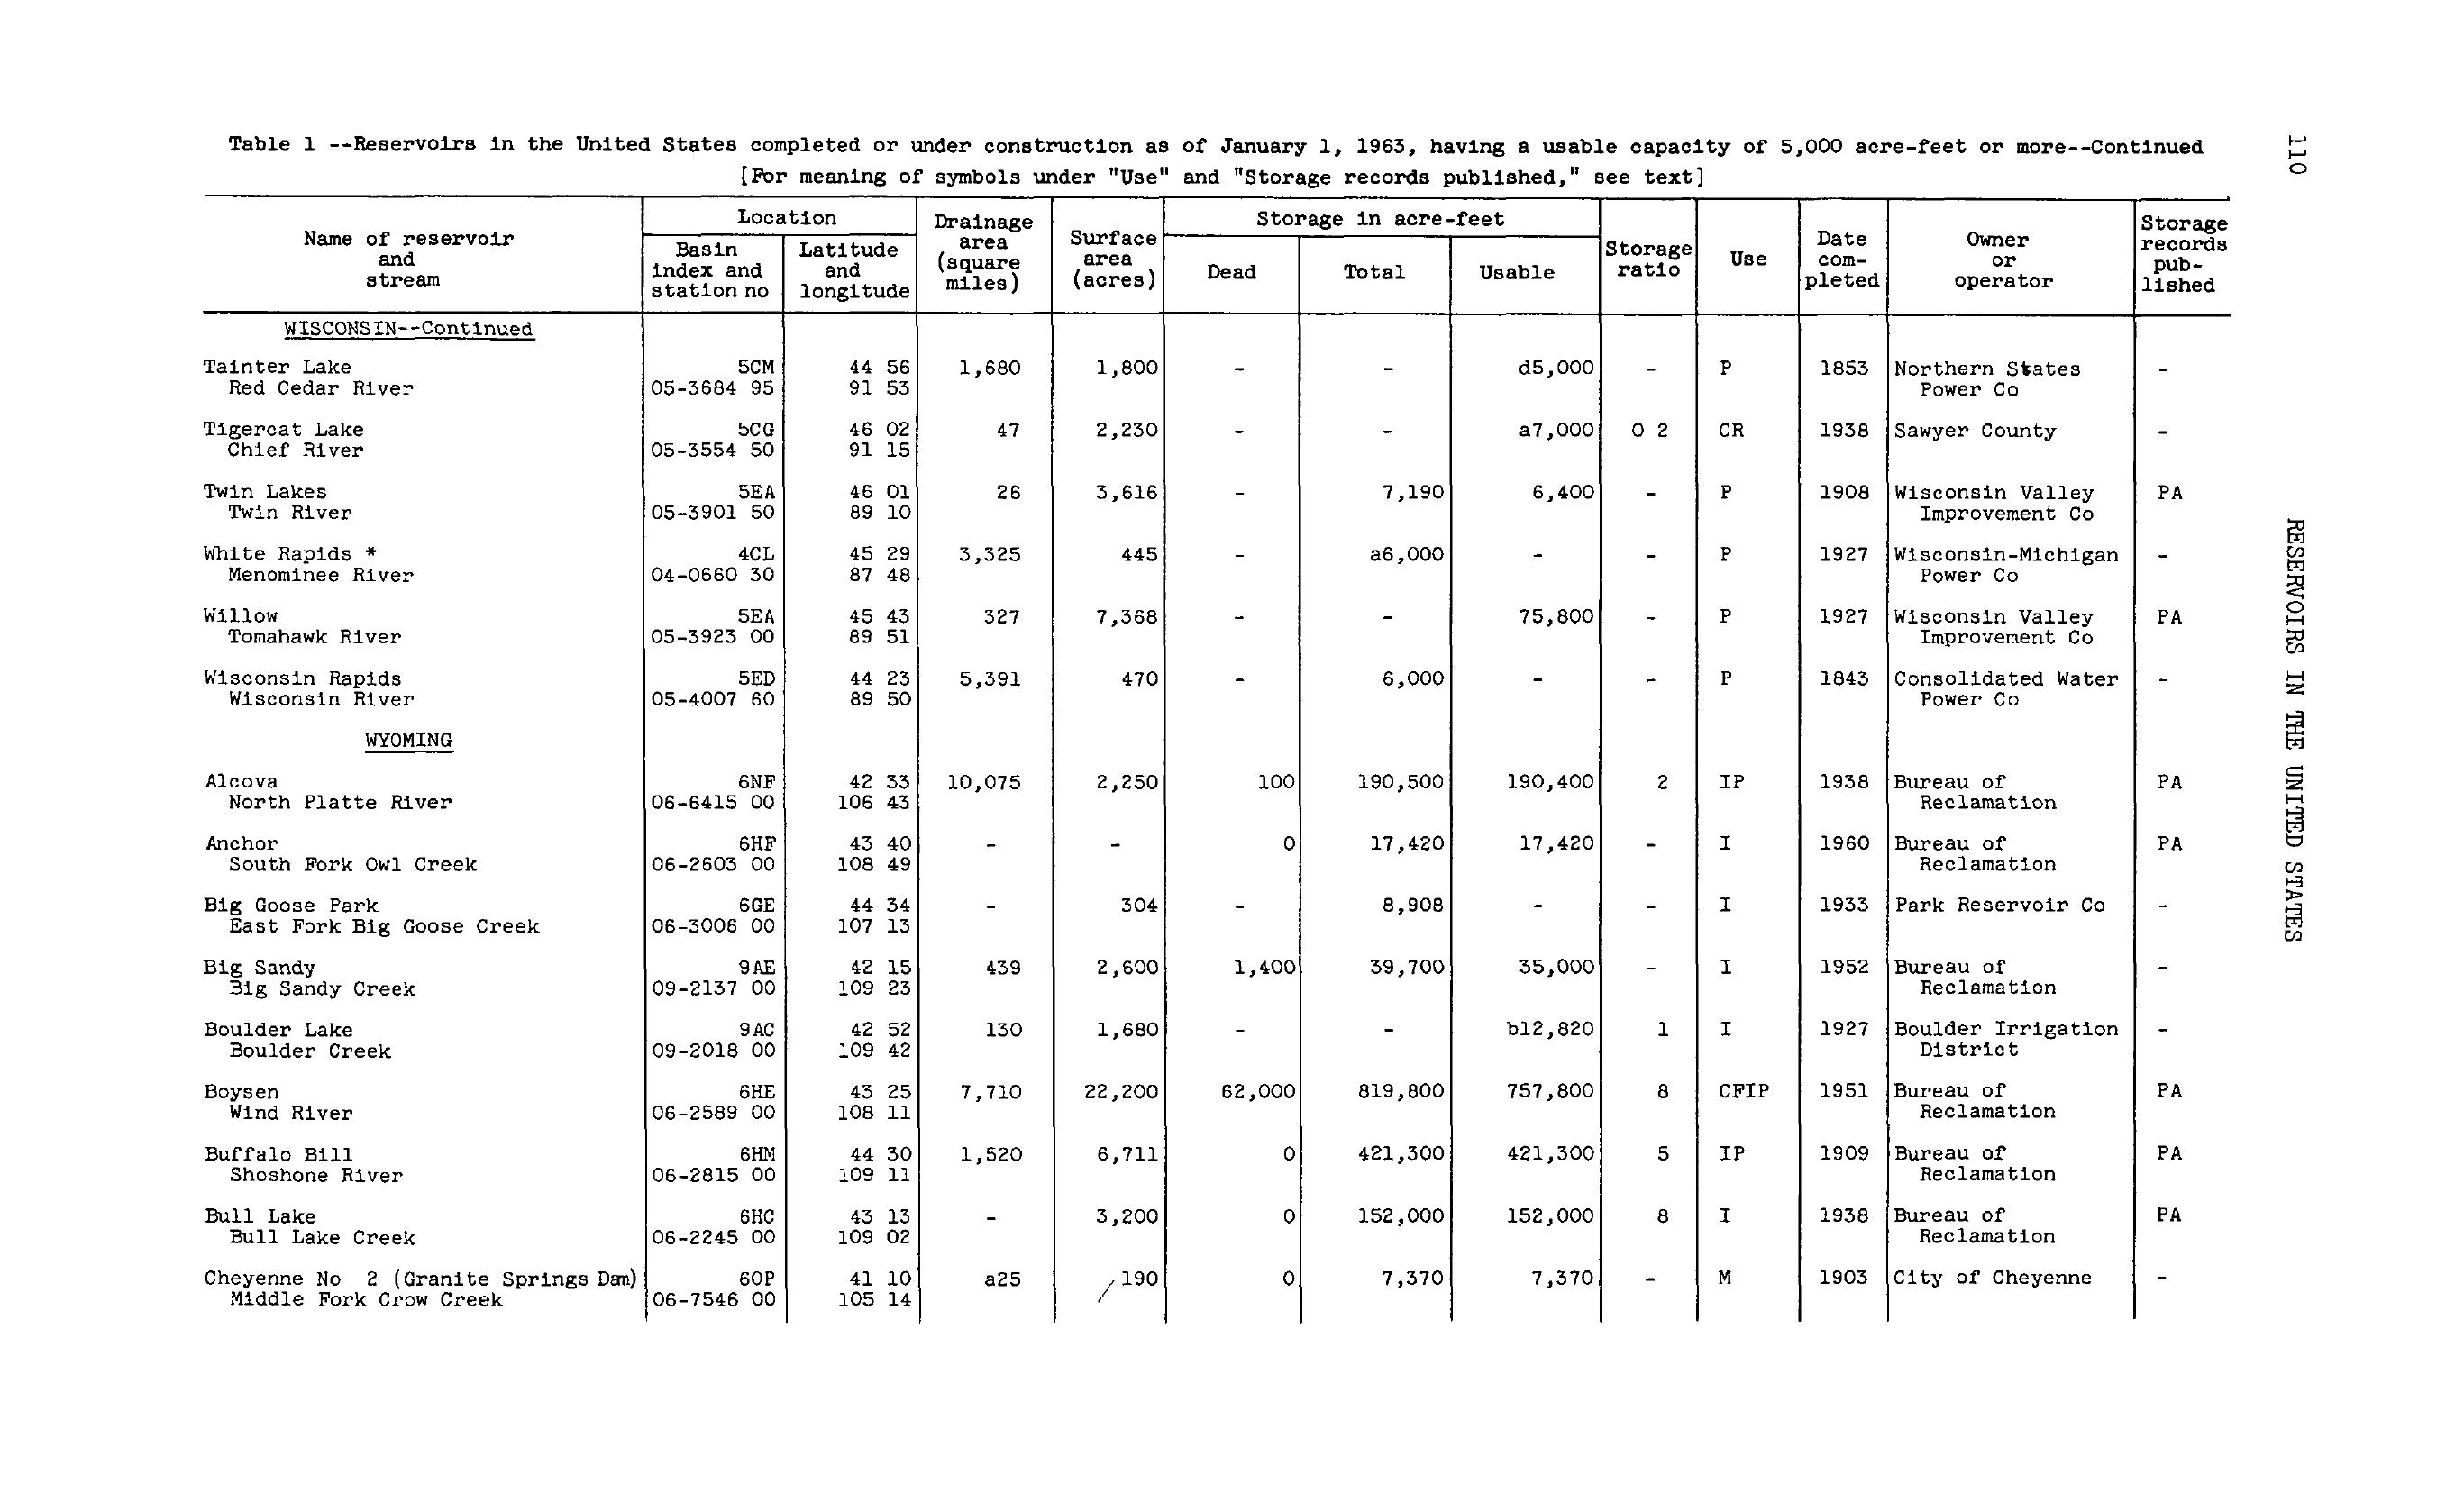 110
RESERVOIRS IN THE UNITED STATES
Table 1 --Reservoirs in the United States completed or under construction as of January 1, 1963, having a usable capacity of 5,000 acre-feet or more--Continued
[For meaning of symbols under "Use" and "Storage records published," see text]
Name of reservoir and stream | Location | Drainage area (square miles) | Surface area (acres) | Storage in acre-feet | Storage ratio | Use | Date com-pleted | Owner or operator | Storage records pub-lished
Basin index and station no | Latitude and longitude | Dead | Total | Usable
WISCONSIN--Continued
Tainter Lake 5CM 44 56 1,680 1,800 - - d5,000 - P 1853 Northern States -
Red Cedar River 05-3684 95 91 53 Power Co
Tigercat Lake 5CG 46 02 47 2,230 - - a7,000 0 2 CR 1938 Sawyer County -
Chief River 05-3554 50 91 15
Twin Lakes 5EA 46 01 26 3,616 - 7,190 6,400 - P 1908 Wisconsin Valley PA
Twin River 05-3901 50 89 10 Improvement Co
White Rapids * 4CL 45 29 3,325 445 - a6,000 - - P 1927 Wisconsin-Michigan -
Menominee River 04-0660 30 87 48 Power Co
Willow 5EA 45 43 327 7,368 - - 75,800 - P 1927 Wisconsin Valley PA
Tomahawk River 05-3923 00 89 51 Improvement Co
Wisconsin Rapids 5ED 44 23 5,391 470 - 6,000 - - P 1843 Consolidated Water -
Wisconsin River 05-4007 60 89 50 Power Co
WYOMING
Alcova 6NF 42 33 10,075 2,250 100 190,500 190,400 2 IP 1938 Bureau of PA
North Platte River 06-6415 00 106 43 Reclamation
Anchor 6HF 43 40 - - 0 17,420 17,420 - I 1960 Bureau of PA
South Fork Owl Creek 06-2603 00 108 49 Reclamation
Big Goose Park 6GE 44 34 - 304 - 8,908 - - I 1933 Park Reservoir Co -
East Fork Big Goose Creek 06-3006 00 107 13
Big Sandy 9AE 42 15 439 2,600 1,400 39,700 35,000 - I 1952 Bureau of -
Big Sandy Creek 09-2137 00 109 23 Reclamation
Boulder Lake 9AC 42 52 130 1,680 - - b12,820 1 I 1927 Boulder Irrigation -
Boulder Creek 09-2018 00 109 42 District
Boysen 6HE 43 25 7,710 22,200 62,000 819,800 757,800 8 CFIP 1951 Bureau of PA
Wind River 06-2589 00 108 11 Reclamation
Buffalo Bill 6HM 44 30 1,520 6,711 0 421,300 421,300 5 IP 1909 Bureau of PA
Shoshone River 06-2815 00 109 11 Reclamation
Bull Lake 6HC 43 13 - 3,200 0 152,000 152,000 8 I 1938 Bureau of PA
Bull Lake Creek 06-2245 00 109 02 Reclamation
Cheyenne No 2 (Granite Springs Dam) 6OP 41 10 a25 190 0 7,370 7,370 - M 1903 City of Cheyenne -
Middle Fork Crow Creek 06-7546 00 105 14